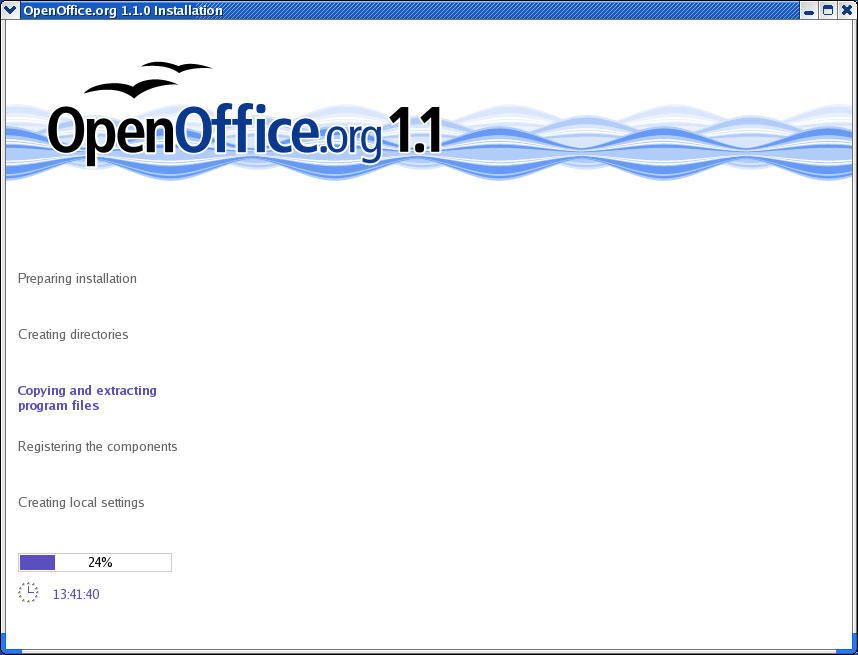 OpenOffice.org 1.1.0 Installation
OpenOffice.org 1.1
Preparing installation
Creating directories
Copying and extracting
program files
Registering the components
Creating local settings
24%
13:41:40